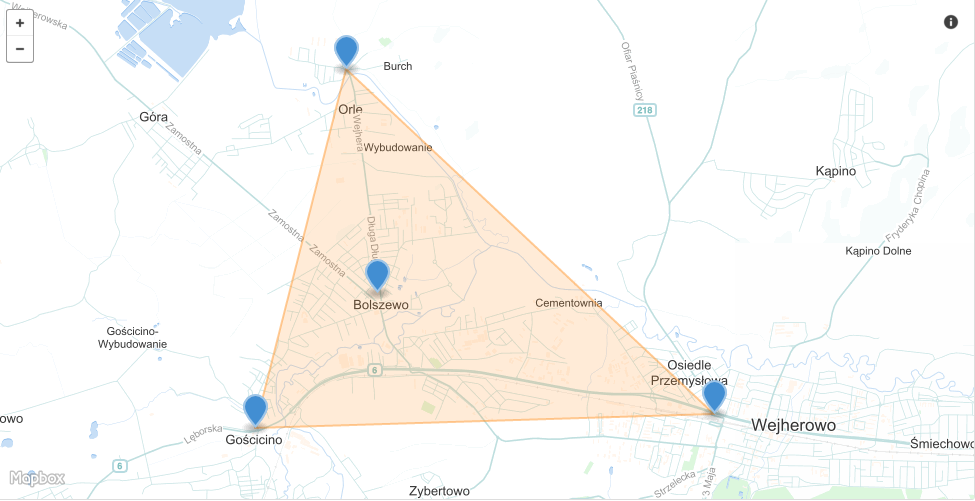 Wejherowska
+
−
i
Burch
Orle
218
Ofiar Piaśnicy
Góra
Zamostna
Wejhera
Wybudowanie
Kąpino
Fryderyka Chopina
Zamostna
Zamostna
Długa
Kąpino Dolne
Bolszewo
Cementownia
Gościcino-
Wybudowanie
Osiedle
Przemysłowa
6
owo
Lęborska
Gościcino
Wejherowo
Śmiechowo
6
Mapbox
Zybertowo
Strzelecka
3 Maja